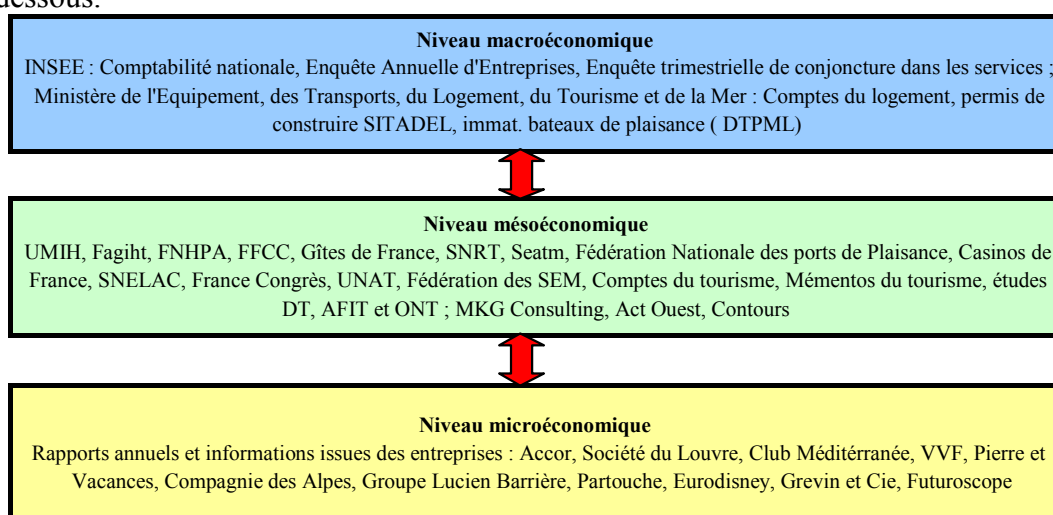 dessous.
Niveau macroéconomique
INSEE : Comptabilité nationale, Enquête Annuelle d'Entreprises, Enquête trimestrielle de conjoncture dans les services ;
Ministère de l'Equipement, des Transports, du Logement, du Tourisme et de la Mer : Comptes du logement, permis de
construire SITADEL, immat. bateaux de plaisance ( DTPML)
Niveau mésoéconomique
UMIH, Fagiht, FNHPA, FFCC, Gîtes de France, SNRT, Seatm, Fédération Nationale des ports de Plaisance, Casinos de
France, SNELAC, France Congrès, UNAT, Fédération des SEM, Comptes du tourisme, Mémentos du tourisme, études
DT, AFIT et ONT ; MKG Consulting, Act Ouest, Contours
Niveau microéconomique
Rapports annuels et informations issues des entreprises : Accor, Société du Louvre, Club Méditérranée, VVF, Pierre et
Vacances, Compagnie des Alpes, Groupe Lucien Barrière, Partouche, Eurodisney, Grevin et Cie, Futuroscope